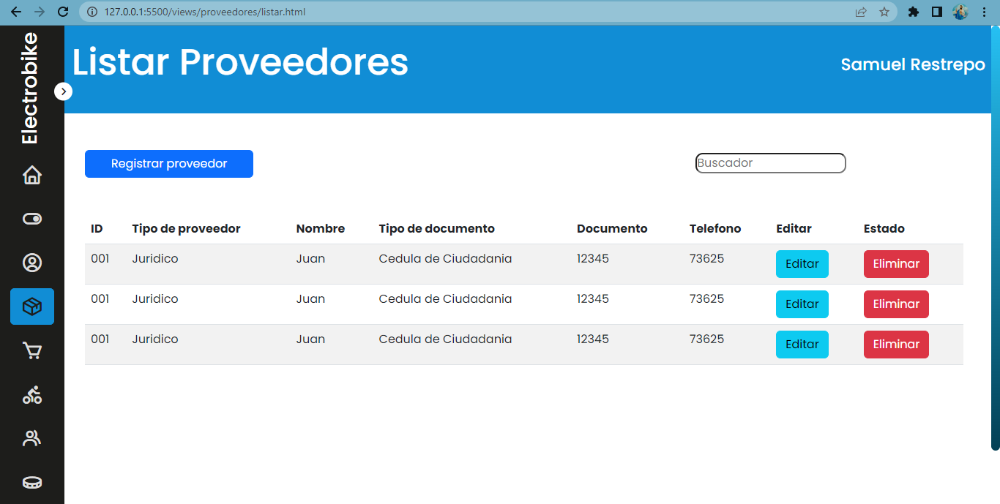 127.0.0.1:5500/views/proveedores/listar.html
Electrobike
Listar Proveedores
Samuel Restrepo
Registrar proveedor
Buscador
ID Tipo de proveedor Nombre Tipo de documento Documento Telefono Editar Estado
001 Juridico Juan Cedula de Ciudadania 12345 73625 Editar Eliminar
001 Juridico Juan Cedula de Ciudadania 12345 73625 Editar Eliminar
001 Juridico Juan Cedula de Ciudadania 12345 73625 Editar Eliminar